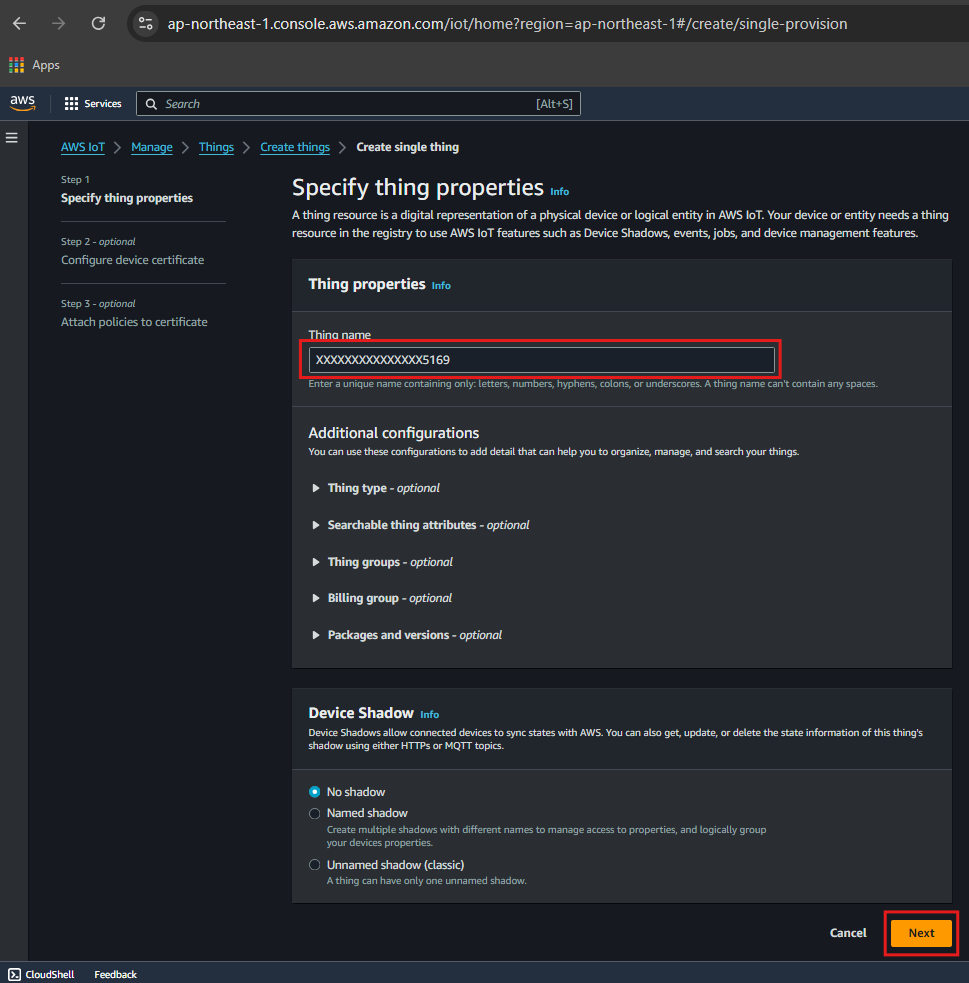 ap-northeast-1.console.aws.amazon.com/iot/home?region=ap-northeast-1#/create/single-provision
Apps
aws
Services
Search
[Alt+S]
AWS IoT
Manage
Things
Create things
Create single thing
Step 1
Specify thing properties
Step 2 - optional
Configure device certificate
Step 3 - optional
Attach policies to certificate
Specify thing properties Info
A thing resource is a digital representation of a physical device or logical entity in AWS IoT. Your device or entity needs a thing
resource in the registry to use AWS IoT features such as Device Shadows, events, jobs, and device management features.
Thing properties Info
Thing name
XXXXXXXXXXXXXXX5169
Enter a unique name containing only: letters, numbers, hyphens, colons, or underscores. A thing name can't contain any spaces.
Additional configurations
You can use these configurations to add detail that can help you to organize, manage, and search your things.
Thing type - optional
Searchable thing attributes - optional
Thing groups - optional
Billing group - optional
Packages and versions - optional
Device Shadow Info
Device Shadows allow connected devices to sync states with AWS. You can also get, update, or delete the state information of this thing's
shadow using either HTTPs or MQTT topics.
No shadow
Named shadow
Create multiple shadows with different names to manage access to properties, and logically group
your devices properties.
Unnamed shadow (classic)
A thing can have only one unnamed shadow.
Cancel
Next
CloudShell
Feedback